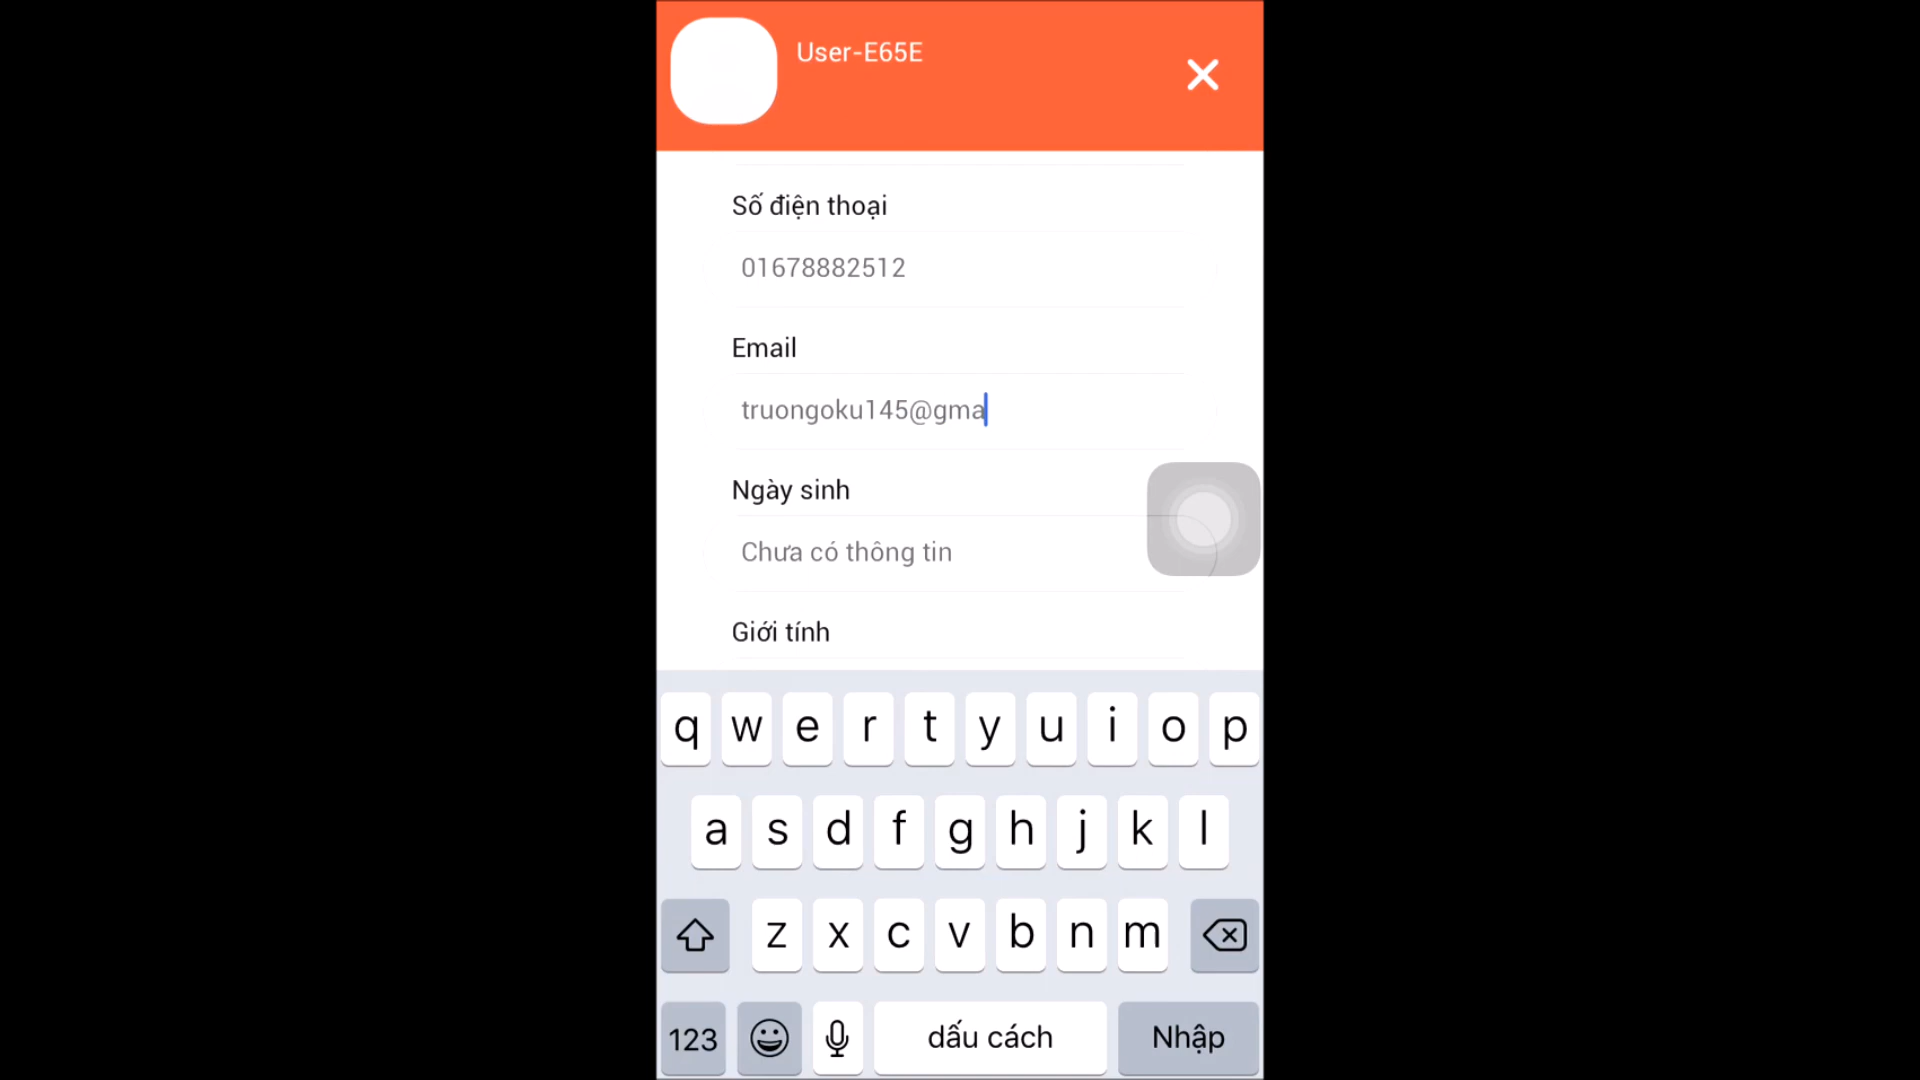 User-E65E
Số điện thoại
01678882512
Email
truongoku145@gma
Ngày sinh
Chưa có thông tin
Giới tính
q w e r t y u i o p
a s d f g h j k l
z x c v b n m
123 dấu cách Nhập